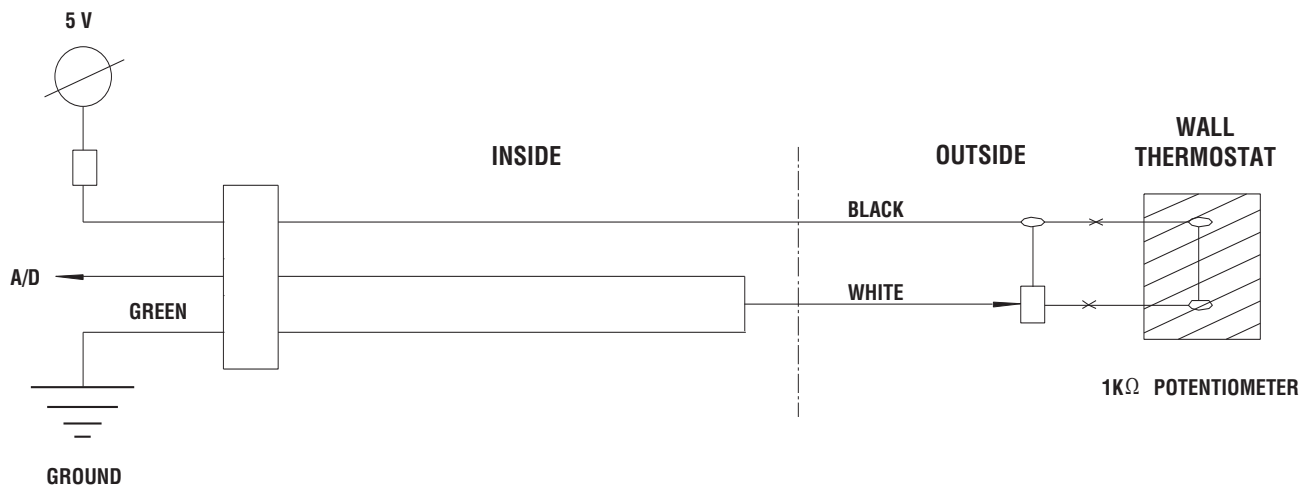 5 V
INSIDE
OUTSIDE
WALL
THERMOSTAT
BLACK
A/D
WHITE
GREEN
1KΩ POTENTIOMETER
GROUND